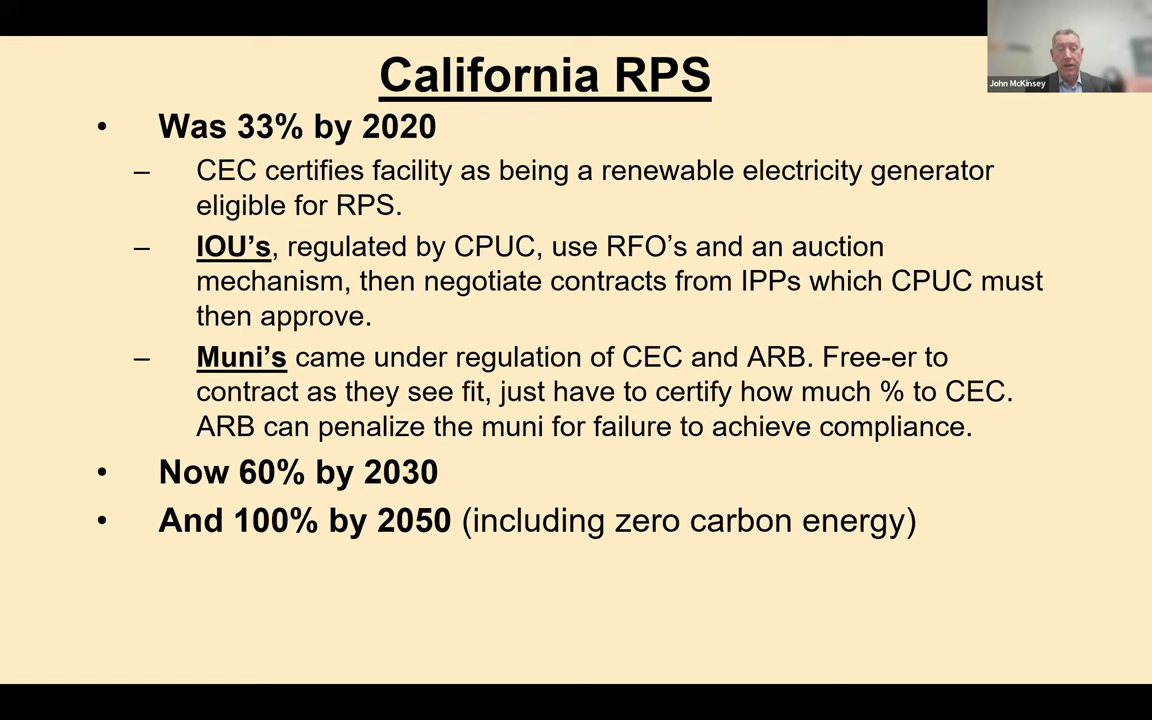 California RPS
John McKinsey
• Was 33% by 2020
– CEC certifies facility as being a renewable electricity generator
eligible for RPS.
– IOU's, regulated by CPUC, use RFO's and an auction
mechanism, then negotiate contracts from IPPs which CPUC must
then approve.
– Muni's came under regulation of CEC and ARB. Free-er to
contract as they see fit, just have to certify how much % to CEC.
ARB can penalize the muni for failure to achieve compliance.
• Now 60% by 2030
• And 100% by 2050 (including zero carbon energy)